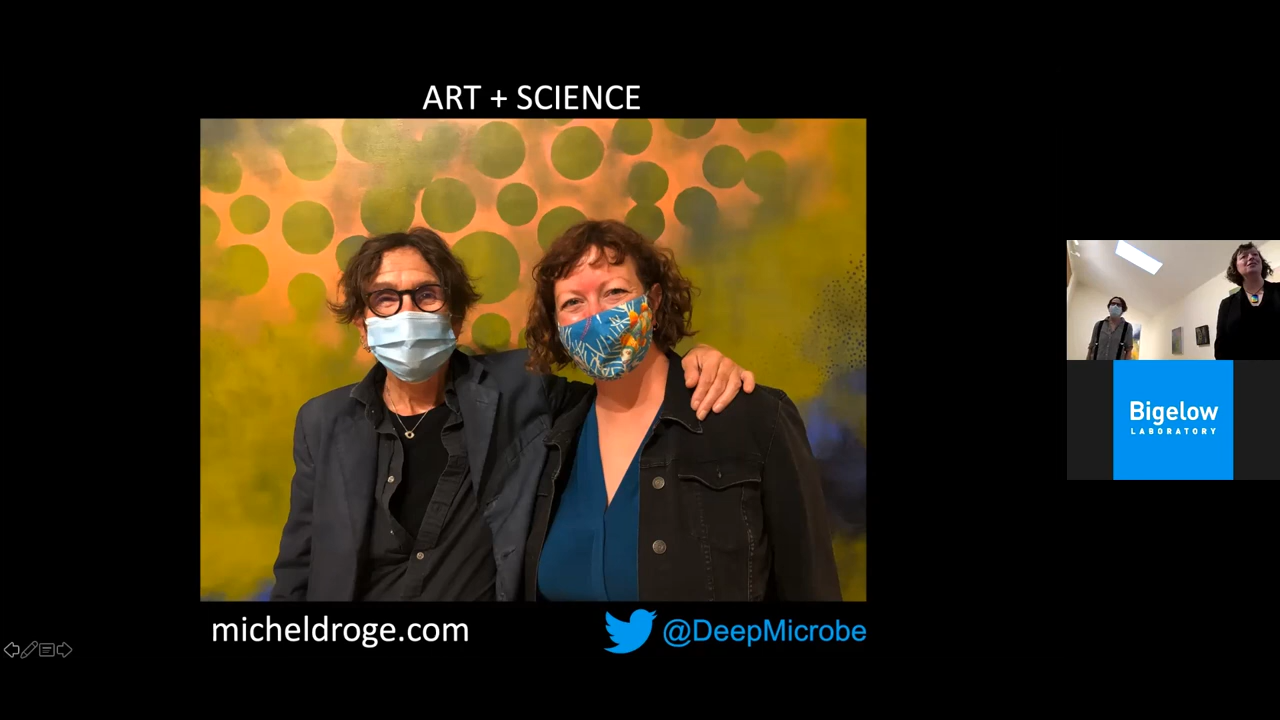 ART + SCIENCE
micheldroge.com
@DeepMicrobe
Bigelow
LABORATORY